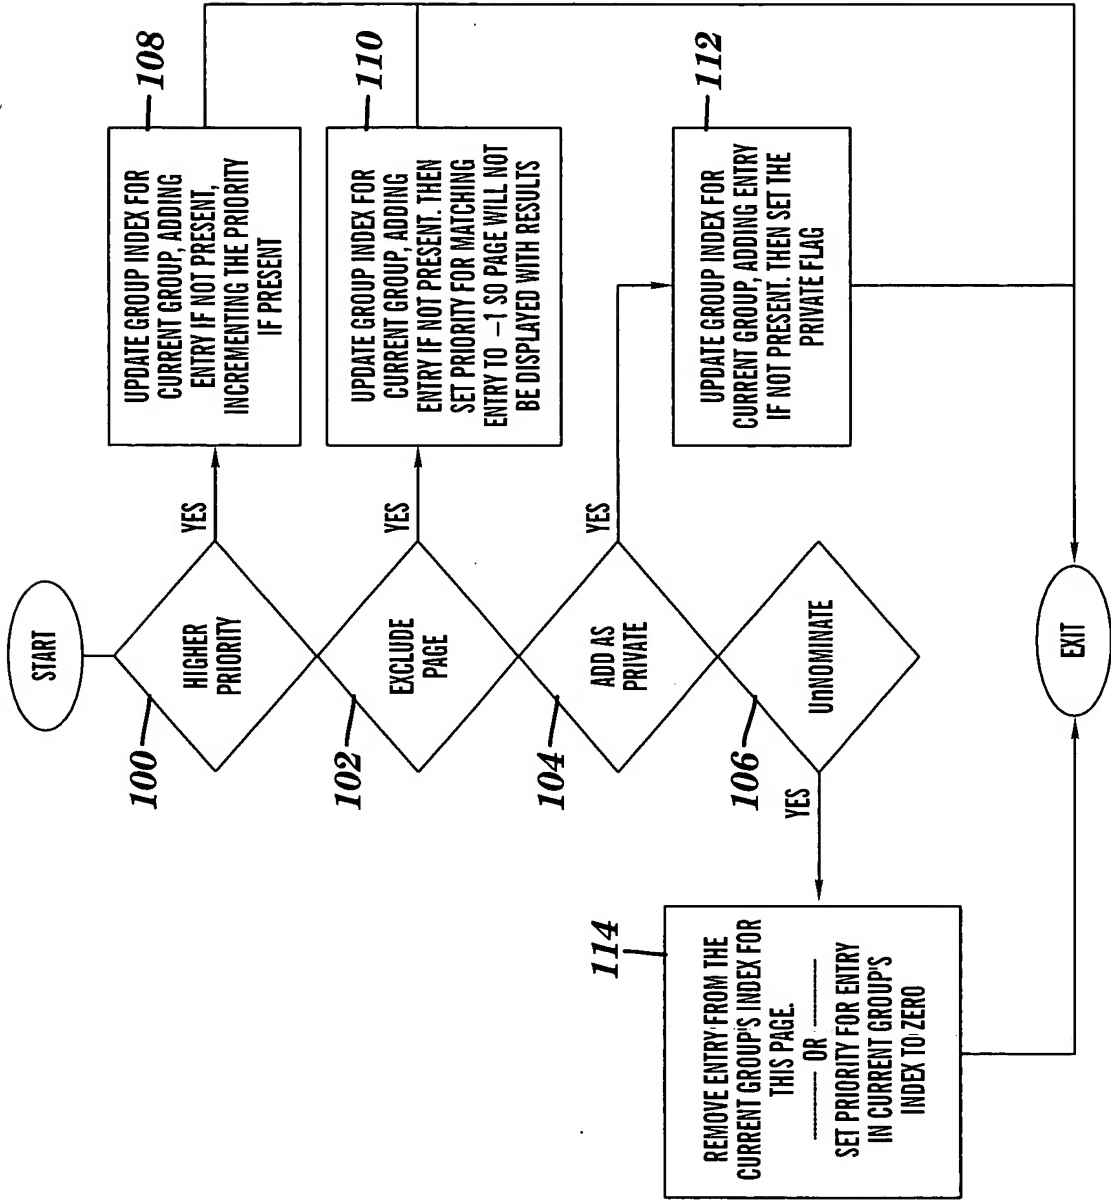 START
100
HIGHER
PRIORITY
YES
108
UPDATE GROUP INDEX FOR
CURRENT GROUP, ADDING
ENTRY IF NOT PRESENT,
INCREMENTING THE PRIORITY
IF PRESENT
102
EXCLUDE
PAGE
YES
110
UPDATE GROUP INDEX FOR
CURRENT GROUP, ADDING
ENTRY IF NOT PRESENT. THEN
SET PRIORITY FOR MATCHING
ENTRY TO -1 SO PAGE WILL NOT
BE DISPLAYED WITH RESULTS
104
ADD AS
PRIVATE
YES
112
UPDATE GROUP INDEX FOR
CURRENT GROUP, ADDING ENTRY
IF NOT PRESENT. THEN SET THE
PRIVATE FLAG
106
UnNOMINATE
YES
114
REMOVE ENTRY FROM THE
CURRENT GROUP'S INDEX FOR
THIS PAGE.
OR
SET PRIORITY FOR ENTRY
IN CURRENT GROUP'S
INDEX TO ZERO
EXIT